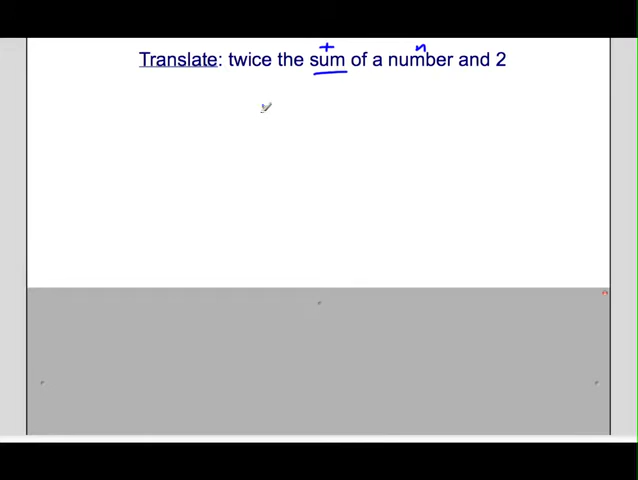 + n
Translate: twice the sum of a number and 2